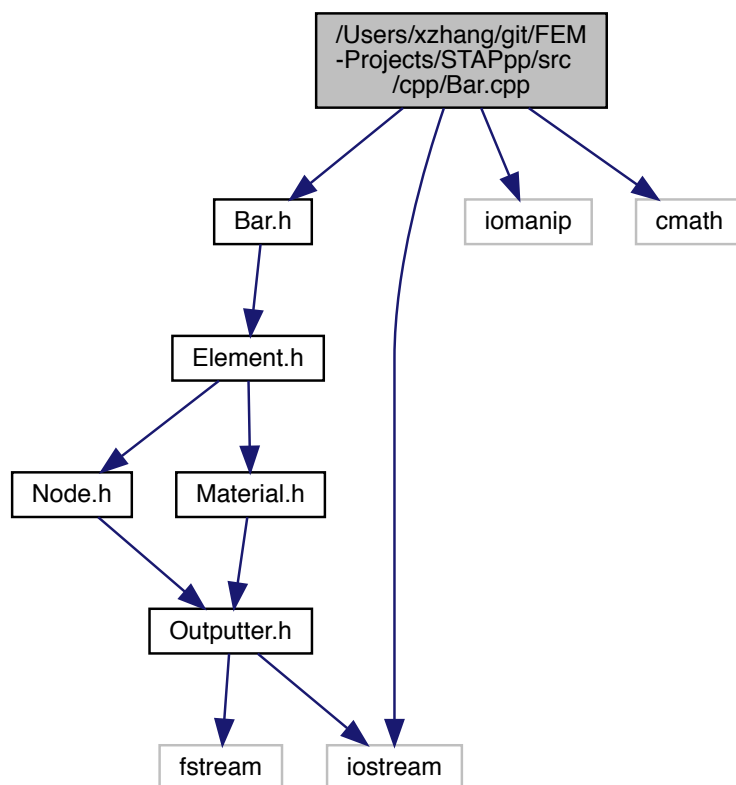 /Users/xzhang/git/FEM
-Projects/STAPpp/src
/cpp/Bar.cpp
Bar.h
iomanip
cmath
Element.h
Node.h
Material.h
Outputter.h
fstream
iostream